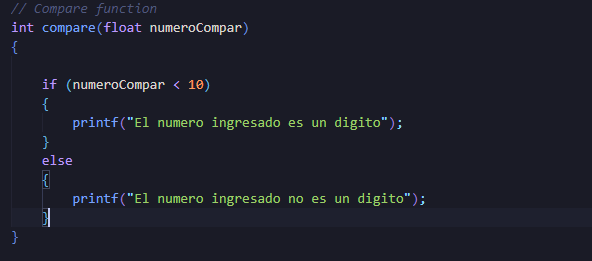 // Compare function
int compare(float numeroCompar)
{
if (numeroCompar < 10)
{
printf("El numero ingresado es un digito");
}
else
{
printf("El numero ingresado no es un digito");
}
}